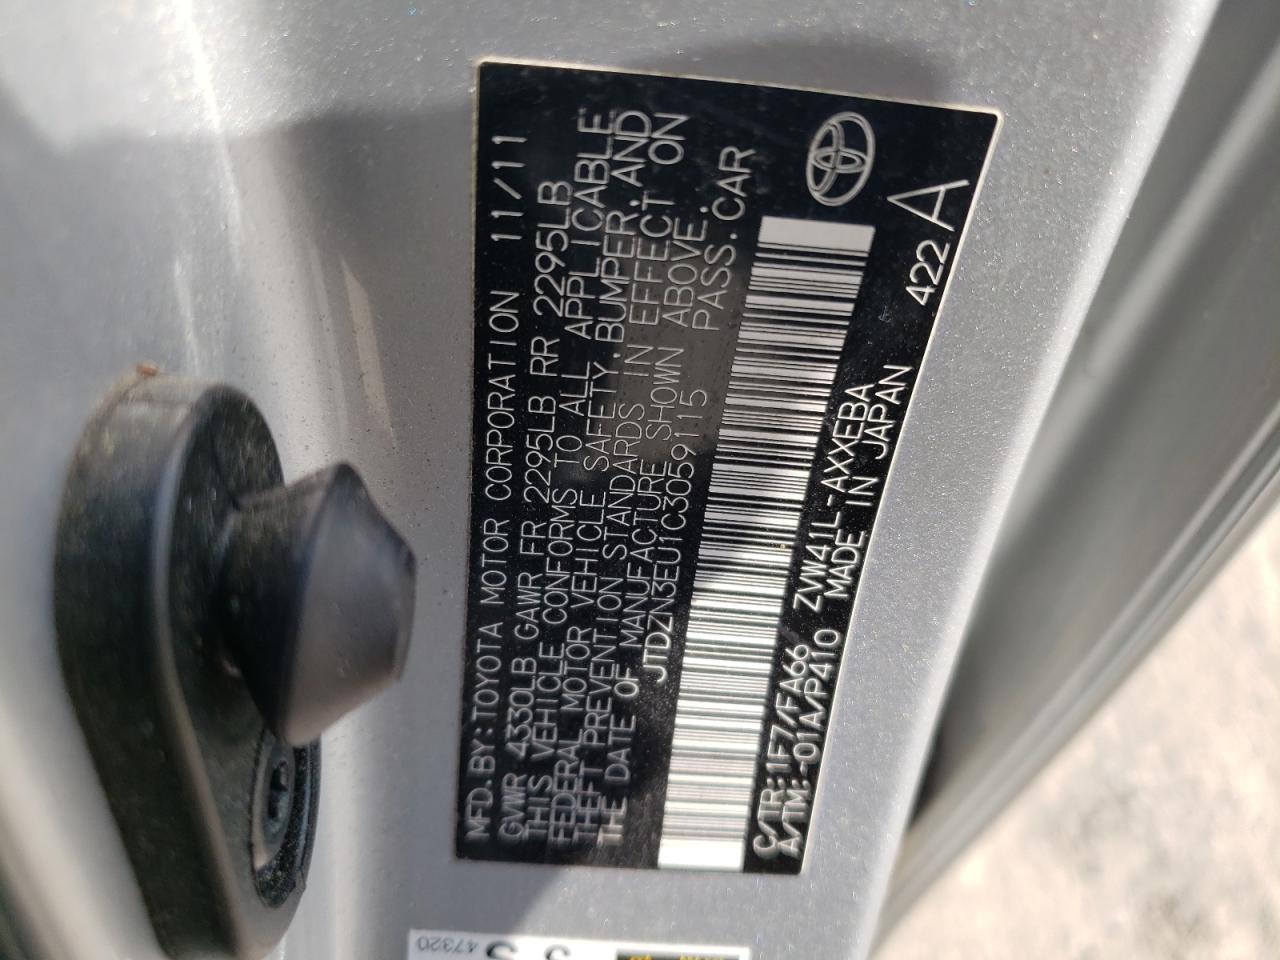 MFD.BY:TOYOTA MOTOR CORPORATION 11/11
GVWR 4330LB GAWR FR 2295LB RR 2295LB
THIS VEHICLE CONFORMS TO ALL APPLICABLE
FEDERAL MOTOR VEHICLE SAFETY, BUMPER, AND
THEFT PREVENTION STANDARDS IN EFFECT ON
THE DATE OF MANUFACTURE SHOWN ABOVE.
JTDZN3EU1C3059115 PASS.CAR
C/TR:1F7/FA66 ZVW41L-AXXEBA
A/TM:-01A/P410 MADE IN JAPAN
422 A
47320